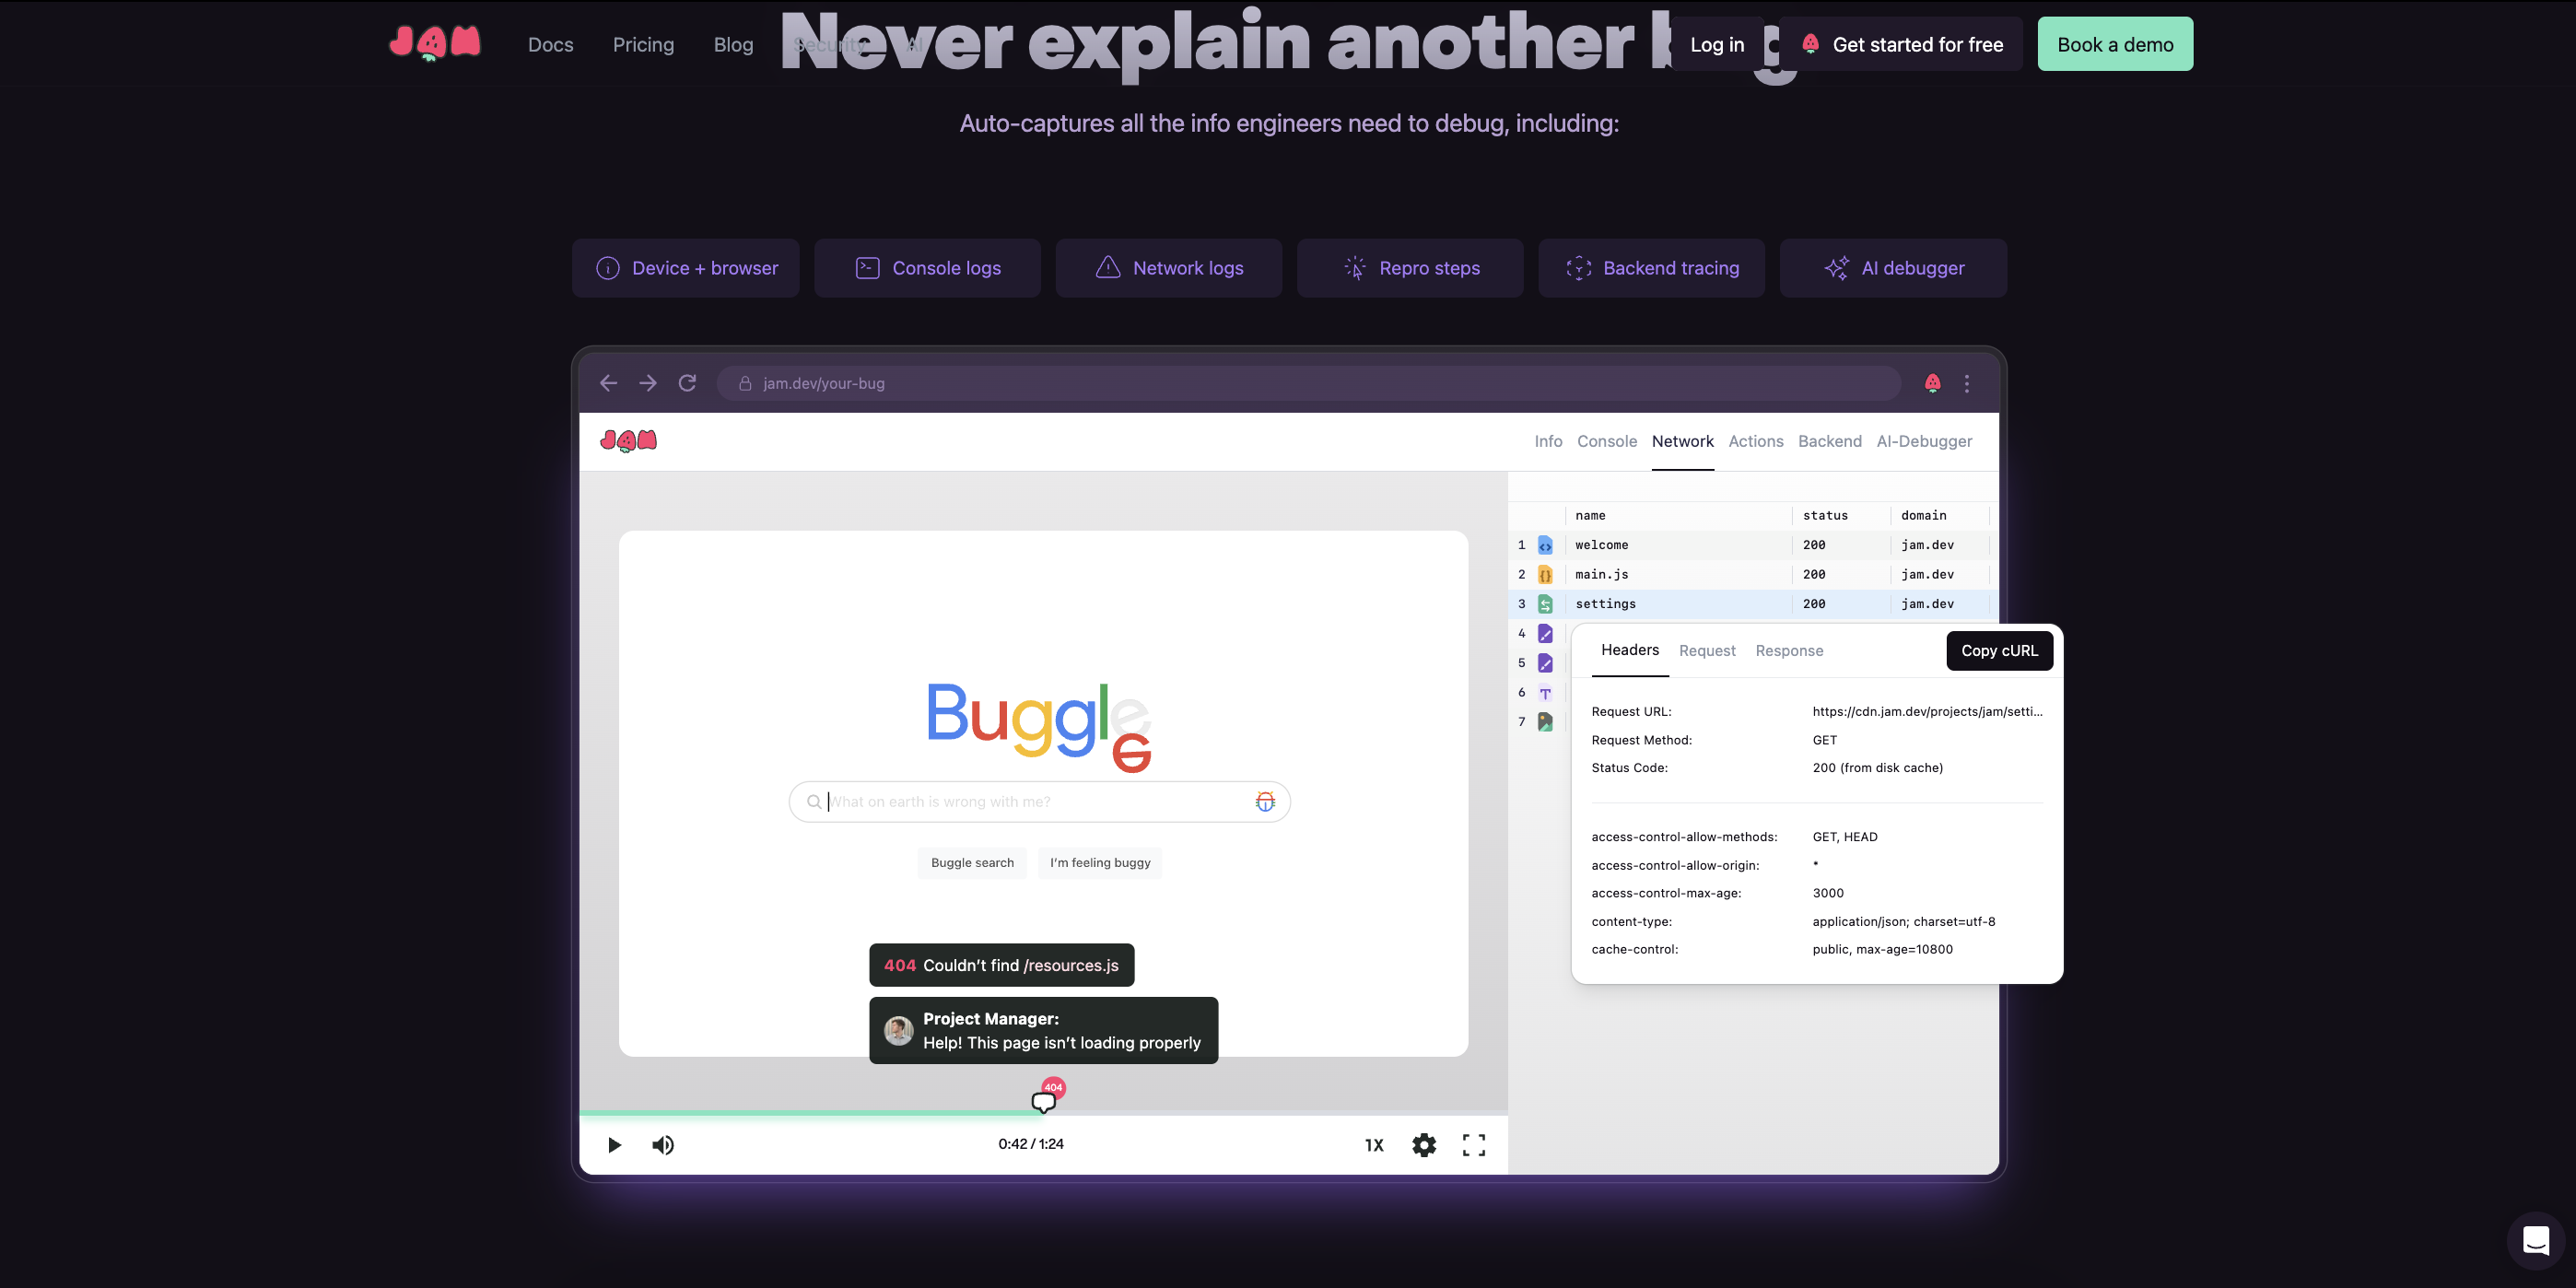 JAM
Docs
Pricing
Blog
Security
AI
Never explain another bug
Log in
Get started for free
Book a demo
Auto-captures all the info engineers need to debug, including:
Device + browser
Console logs
Network logs
Repro steps
Backend tracing
AI debugger
jam.dev/your-bug
JAM
Info
Console
Network
Actions
Backend
AI-Debugger
name status domain
1 welcome 200 jam.dev
2 main.js 200 jam.dev
3 settings 200 jam.dev
4
5
6 T
7
Headers
Request
Response
Copy cURL
Request URL: https://cdn.jam.dev/projects/jam/setti...
Request Method: GET
Status Code: 200 (from disk cache)
access-control-allow-methods: GET, HEAD
access-control-allow-origin: *
access-control-max-age: 3000
content-type: application/json; charset=utf-8
cache-control: public, max-age=10800
Buggle
What on earth is wrong with me?
Buggle search
I'm feeling buggy
404 Couldn't find /resources.js
Project Manager:
Help! This page isn't loading properly
404
0:42 / 1:24
1X